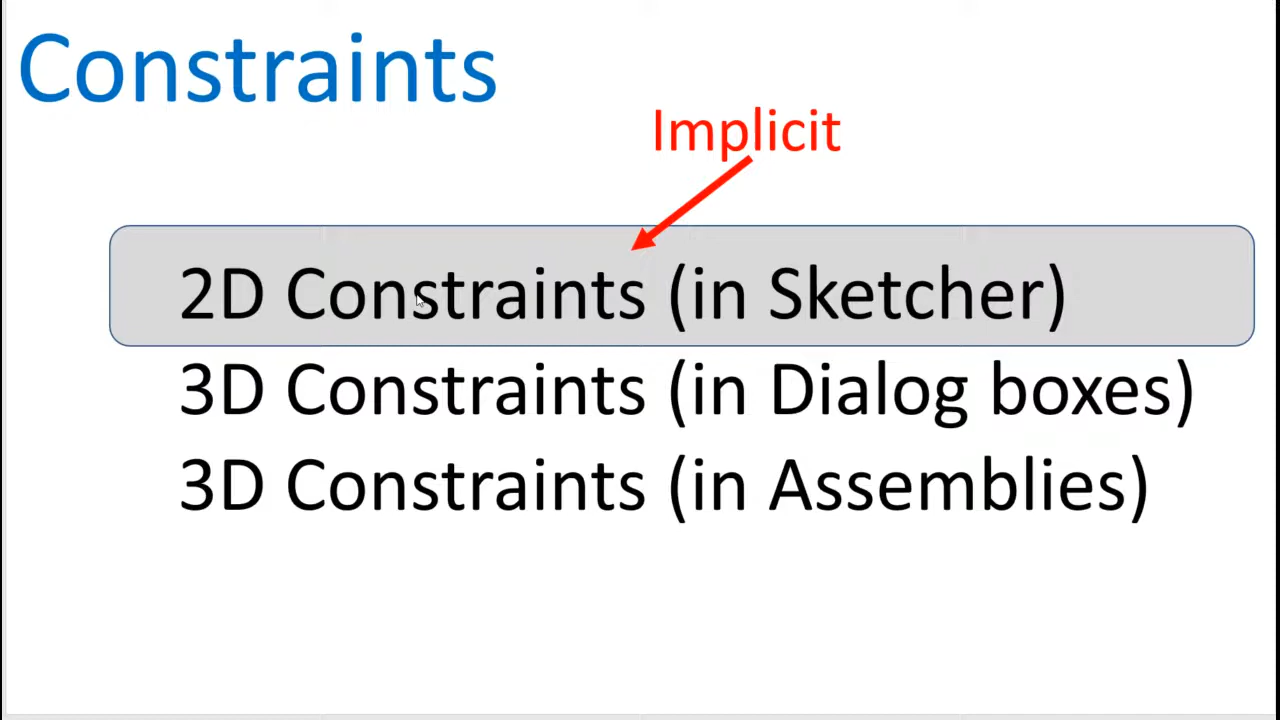 Constraints
Implicit
2D Constraints (in Sketcher)
3D Constraints (in Dialog boxes)
3D Constraints (in Assemblies)